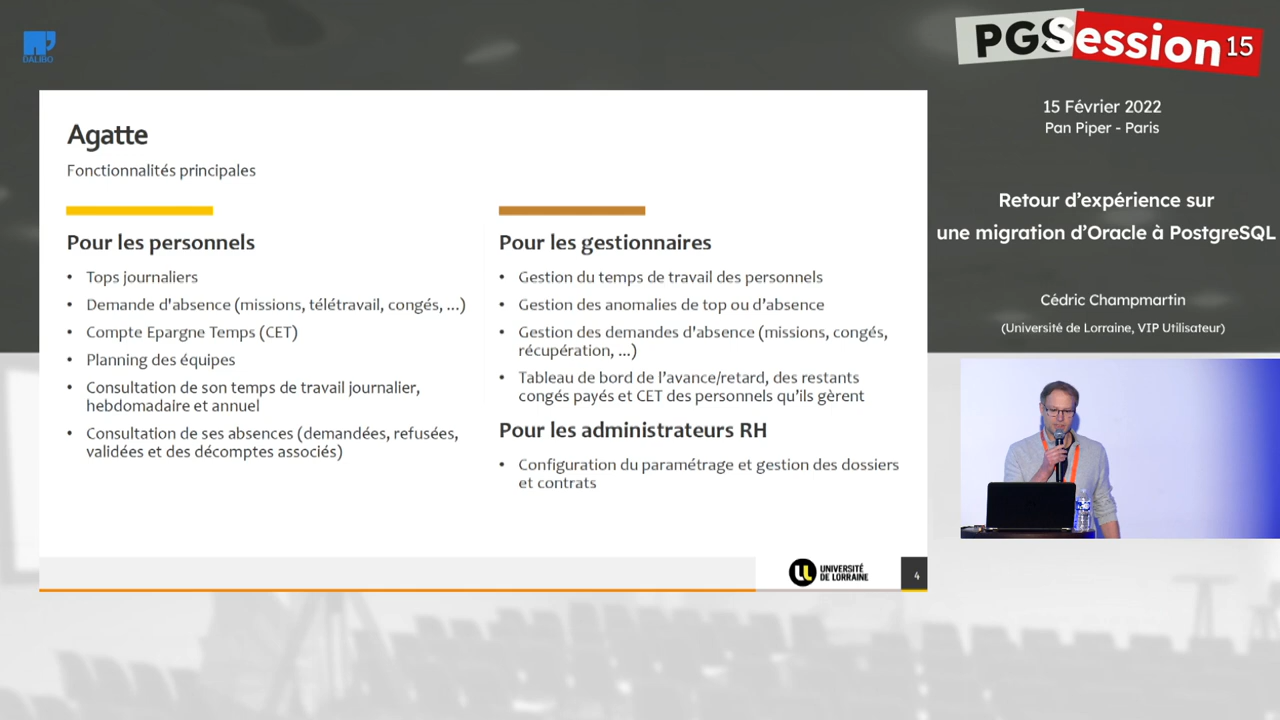 DALIBO
PGSession 15
15 Février 2022
Pan Piper - Paris
Retour d'expérience sur
une migration d'Oracle à PostgreSQL
Cédric Champmartin
(Université de Lorraine, VIP Utilisateur)
Agatte
Fonctionnalités principales
Pour les personnels
• Tops journaliers
• Demande d'absence (missions, télétravail, congés, ...)
• Compte Epargne Temps (CET)
• Planning des équipes
• Consultation de son temps de travail journalier,
hebdomadaire et annuel
• Consultation de ses absences (demandées, refusées,
validées et des décomptes associés)
Pour les gestionnaires
• Gestion du temps de travail des personnels
• Gestion des anomalies de top ou d'absence
• Gestion des demandes d'absence (missions, congés,
récupération, ...)
• Tableau de bord de l'avance/retard, des restants
congés payés et CET des personnels qu'ils gèrent
Pour les administrateurs RH
• Configuration du paramétrage et gestion des dossiers
et contrats
UNIVERSITÉ
DE LORRAINE
4